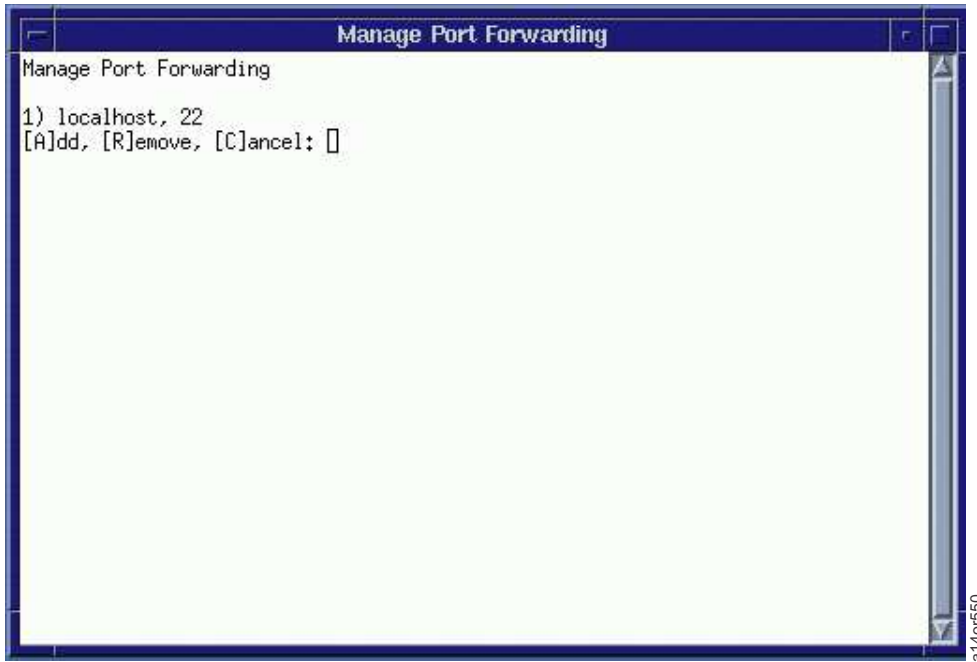 Manage Port Forwarding
Manage Port Forwarding
1) localhost, 22
[A]dd, [R]emove, [C]ancel: